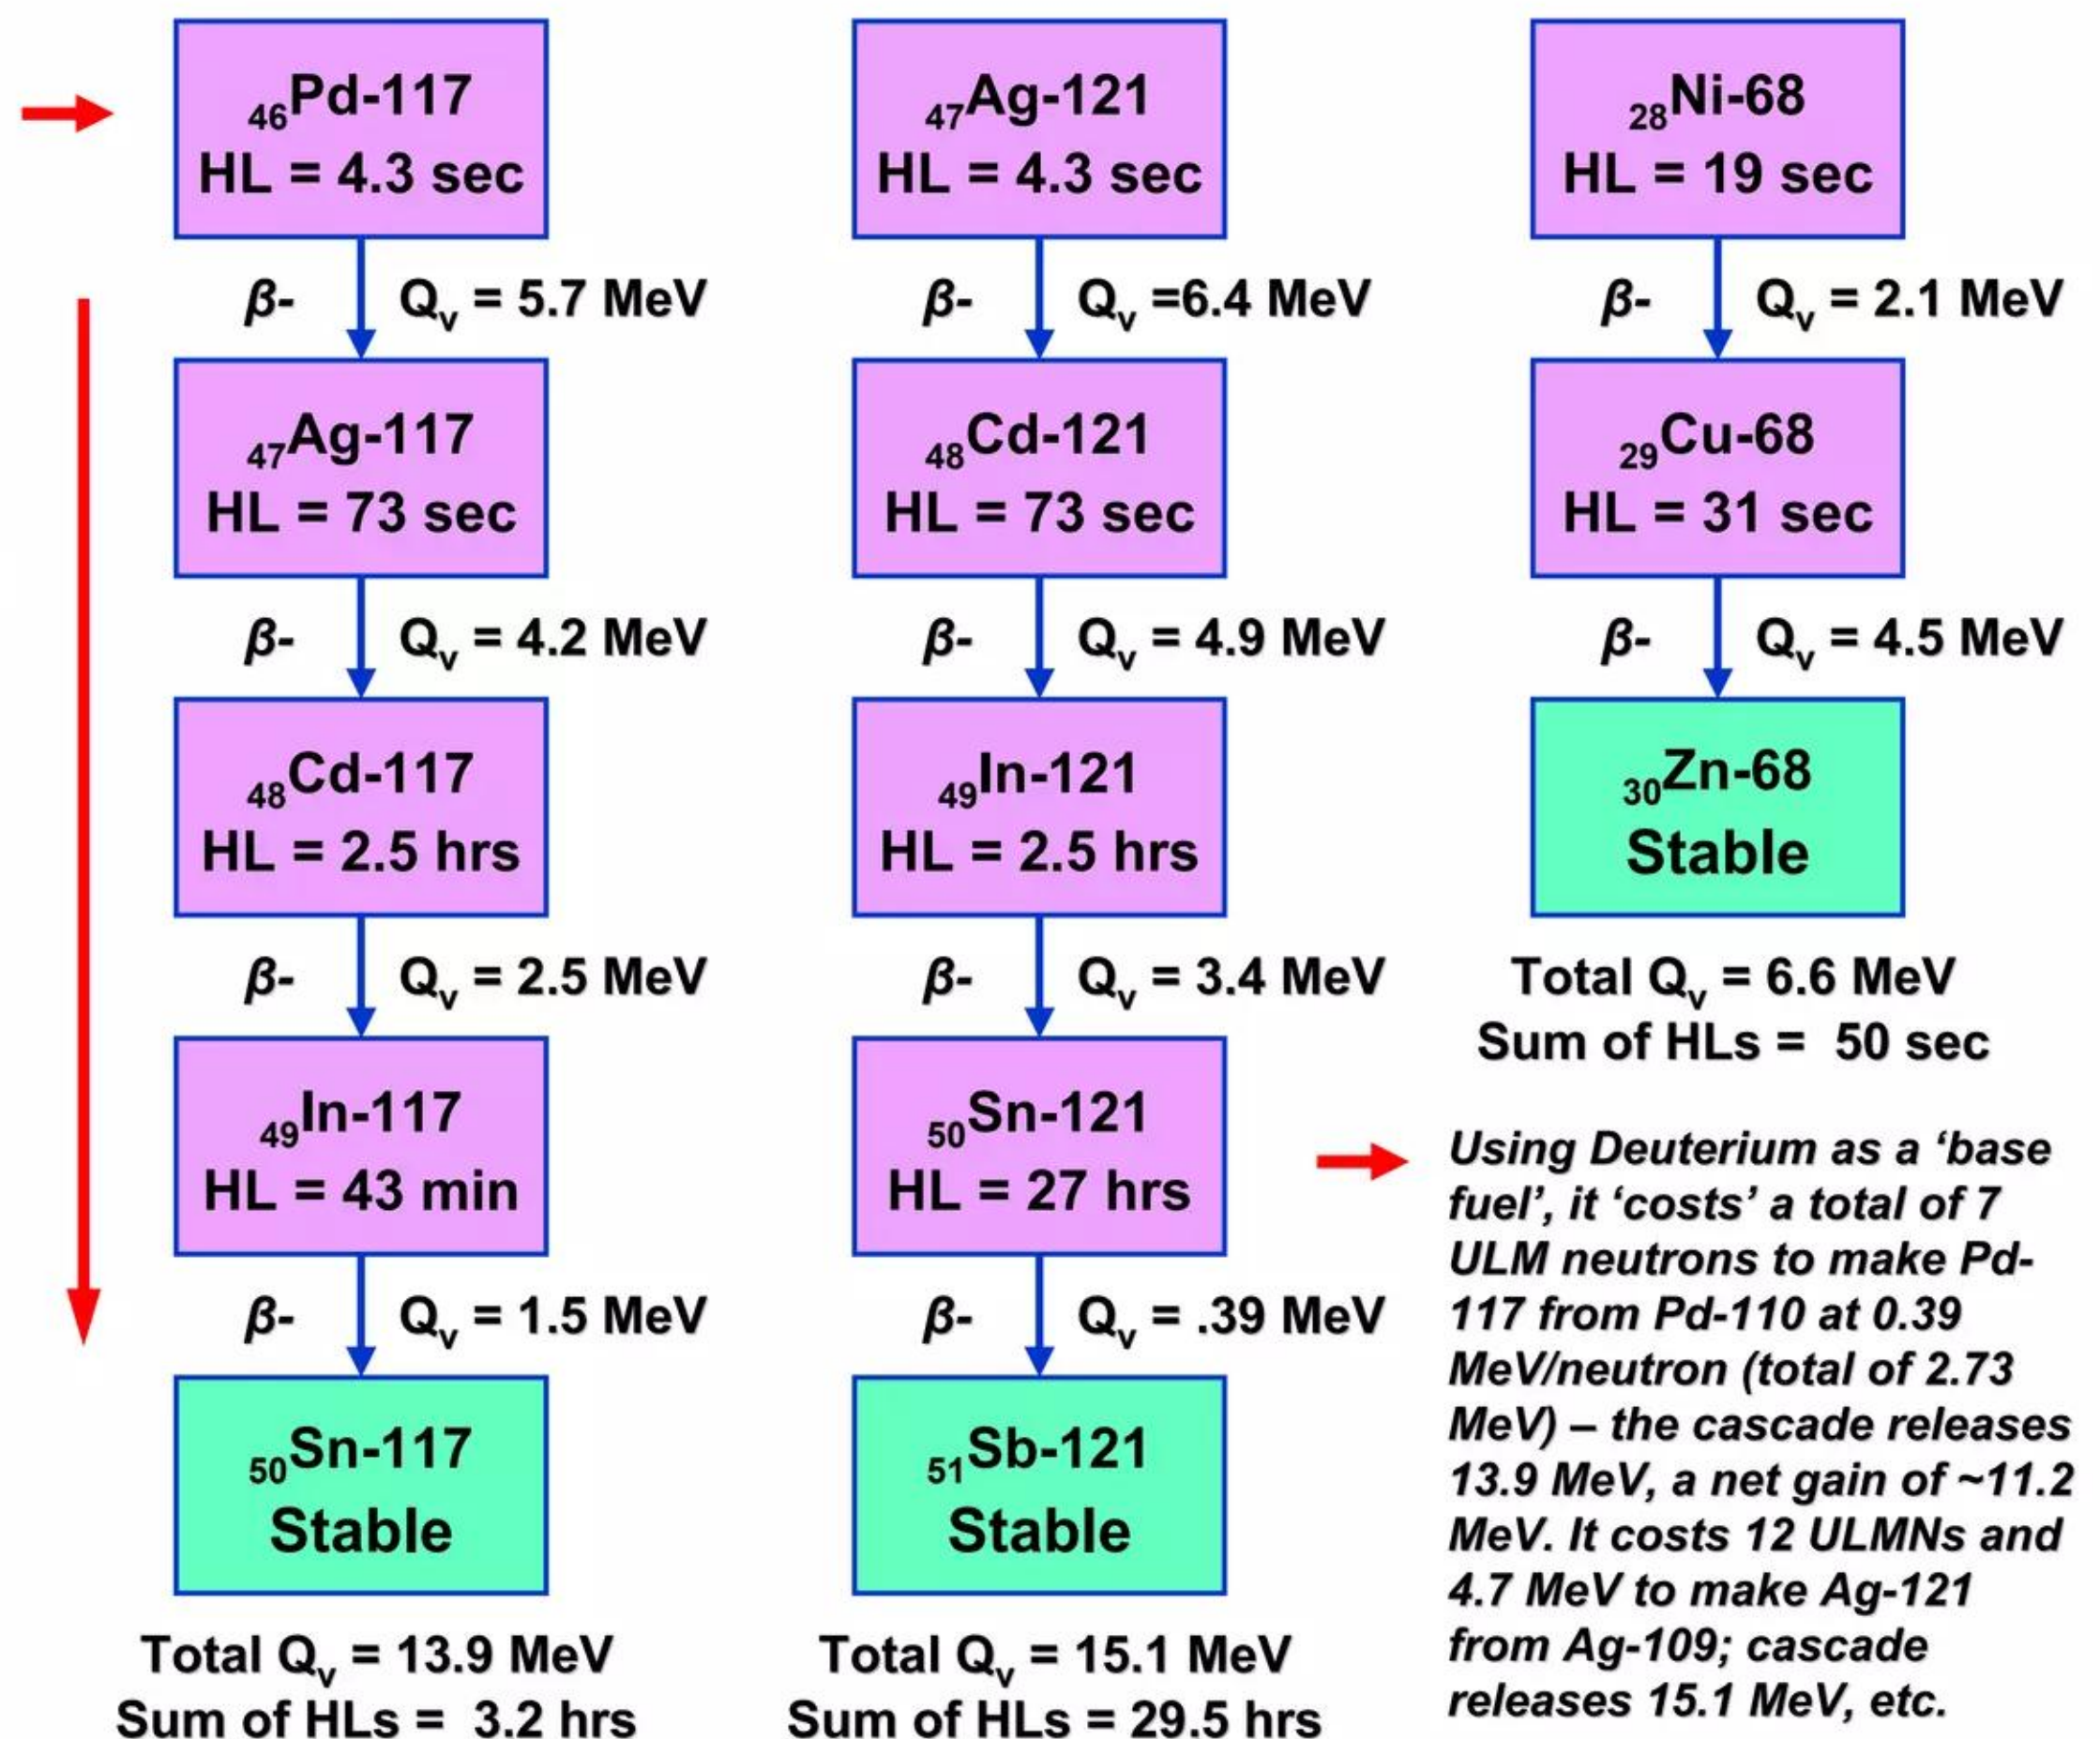 46Pd-117
HL = 4.3 sec
β- Qv = 5.7 MeV
47Ag-117
HL = 73 sec
β- Qv = 4.2 MeV
48Cd-117
HL = 2.5 hrs
β- Qv = 2.5 MeV
49In-117
HL = 43 min
β- Qv = 1.5 MeV
50Sn-117
Stable
Total Qv = 13.9 MeV
Sum of HLs = 3.2 hrs
47Ag-121
HL = 4.3 sec
β- Qv =6.4 MeV
48Cd-121
HL = 73 sec
β- Qv = 4.9 MeV
49In-121
HL = 2.5 hrs
β- Qv = 3.4 MeV
50Sn-121
HL = 27 hrs
β- Qv = .39 MeV
51Sb-121
Stable
Total Qv = 15.1 MeV
Sum of HLs = 29.5 hrs
28Ni-68
HL = 19 sec
β- Qv = 2.1 MeV
29Cu-68
HL = 31 sec
β- Qv = 4.5 MeV
30Zn-68
Stable
Total Qv = 6.6 MeV
Sum of HLs = 50 sec
Using Deuterium as a ‘base
fuel’, it ‘costs’ a total of 7
ULM neutrons to make Pd-
117 from Pd-110 at 0.39
MeV/neutron (total of 2.73
MeV) – the cascade releases
13.9 MeV, a net gain of ~11.2
MeV. It costs 12 ULMNs and
4.7 MeV to make Ag-121
from Ag-109; cascade
releases 15.1 MeV, etc.